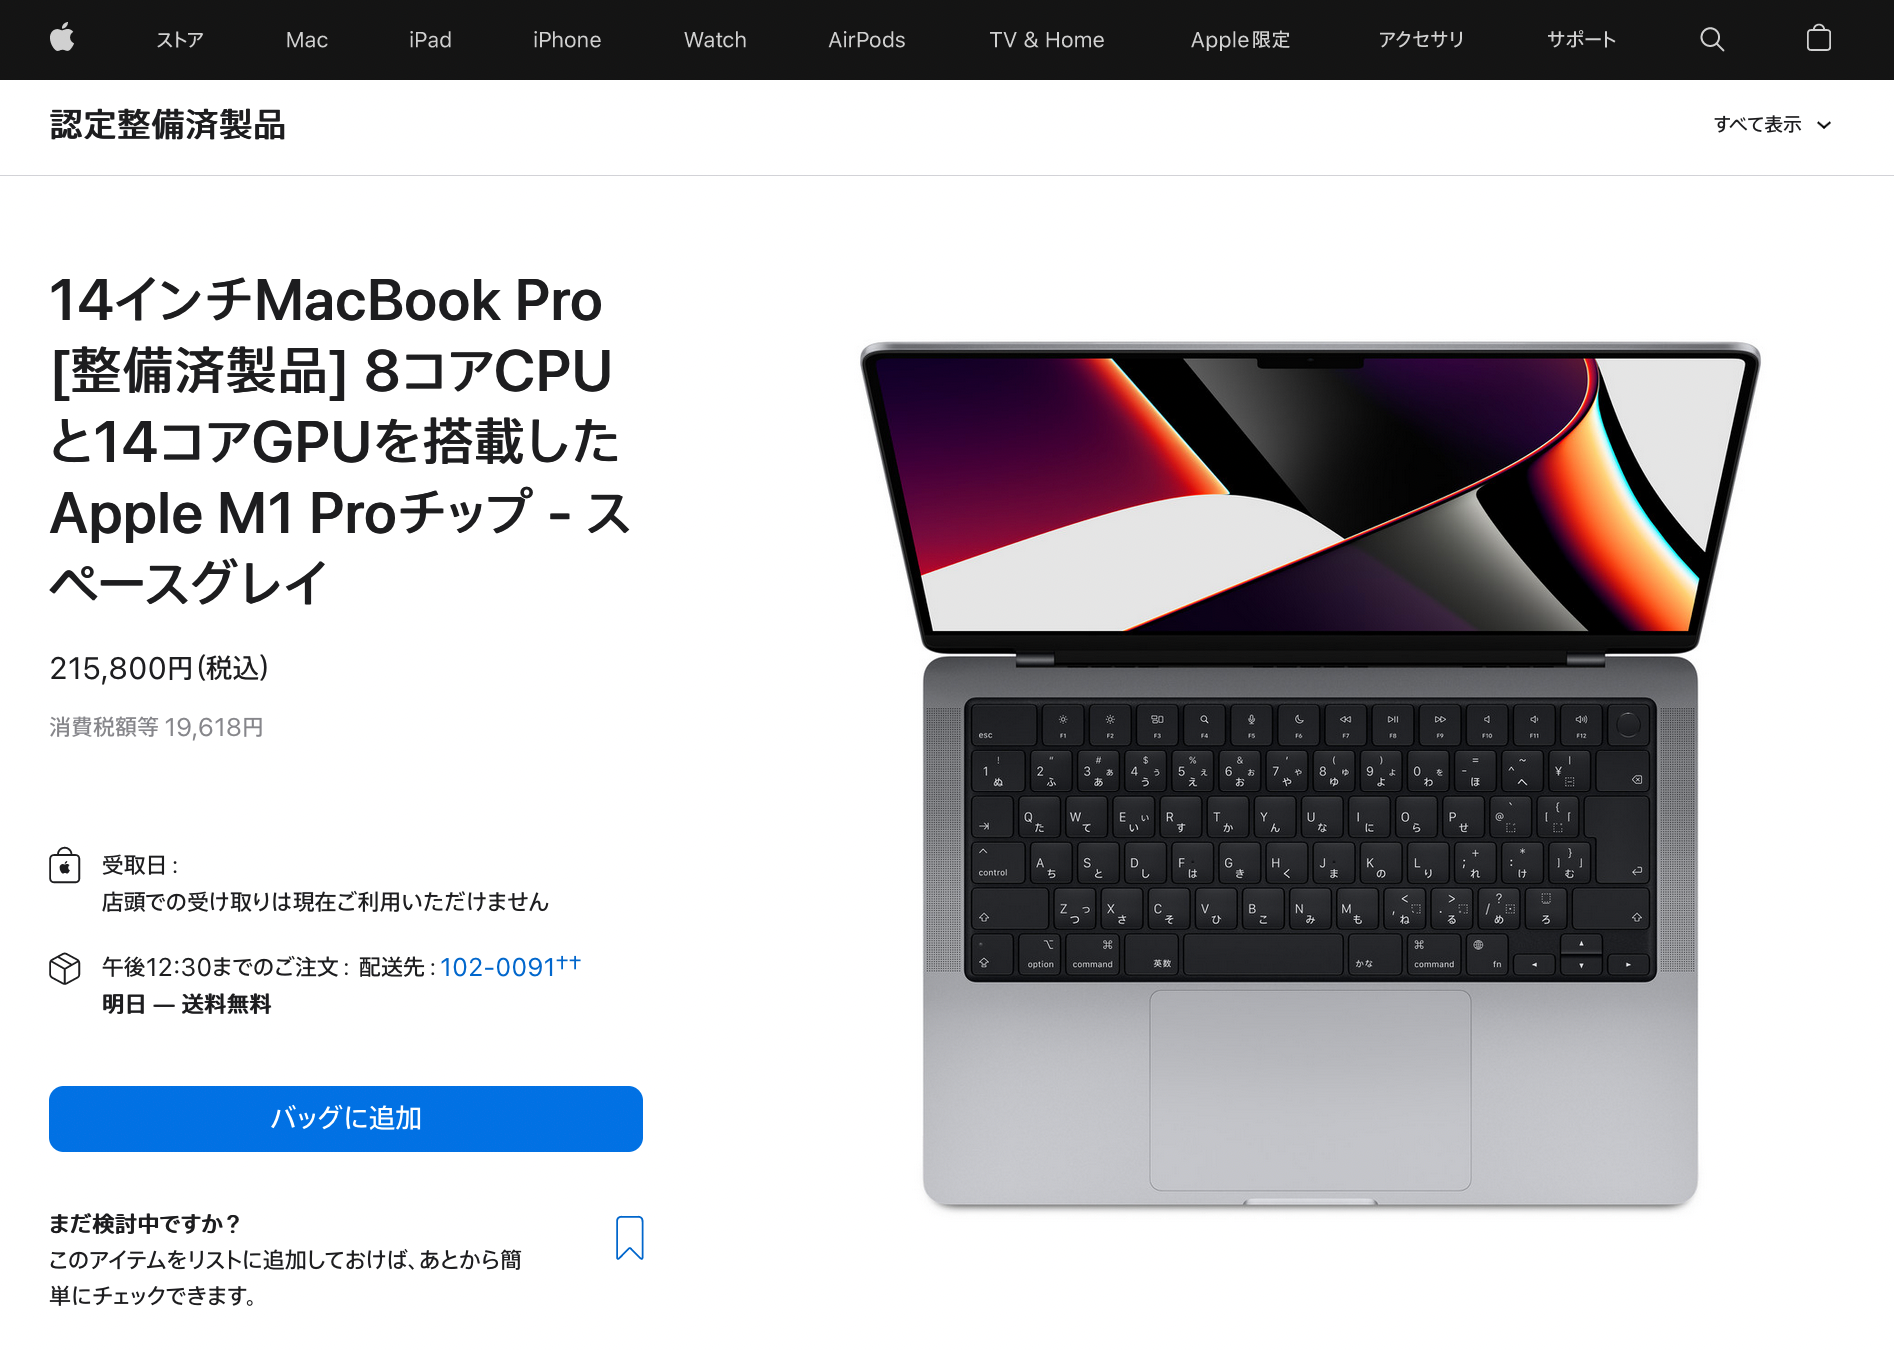 ストア Mac iPad iPhone Watch AirPods TV & Home Apple限定 アクセサリ サポート
認定整備済製品
すべて表示
14インチMacBook Pro
[整備済製品] 8コアCPU
と14コアGPUを搭載した
Apple M1 Proチップ - ス
ペースグレイ
215,800円(税込)
消費税額等 19,618円
受取日:
店頭での受け取りは現在ご利用いただけません
午後12:30までのご注文: 配送先:102-0091††
明日 — 送料無料
バッグに追加
まだ検討中ですか?
このアイテムをリストに追加しておけば、あとから簡
単にチェックできます。
esc F1 F2 F3 F4 F5 F6 F7 F8 F9 F10 F11 F12
1 ぬ 2 ふ 3 あ 4 う 5 え 6 お 7 や 8 ゆ 9 よ 0 わ - ほ ^ へ ¥
Q た W て E い R す T か Y ん U な I に O ら P せ @ [
control A ち S と D し F は G き H く J ま K の L り ; れ : け ] む
Z つ X さ C そ V ひ B こ N み M も , ね . る / め ろ
option command 英数 かな command fn